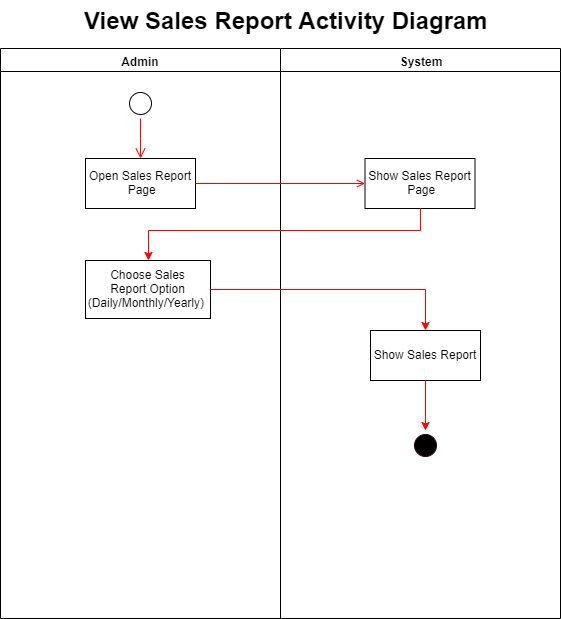 View Sales Report Activity Diagram
Admin
System
Open Sales Report
Page
Show Sales Report
Page
Choose Sales
Report Option
(Daily/Monthly/Yearly)
Show Sales Report